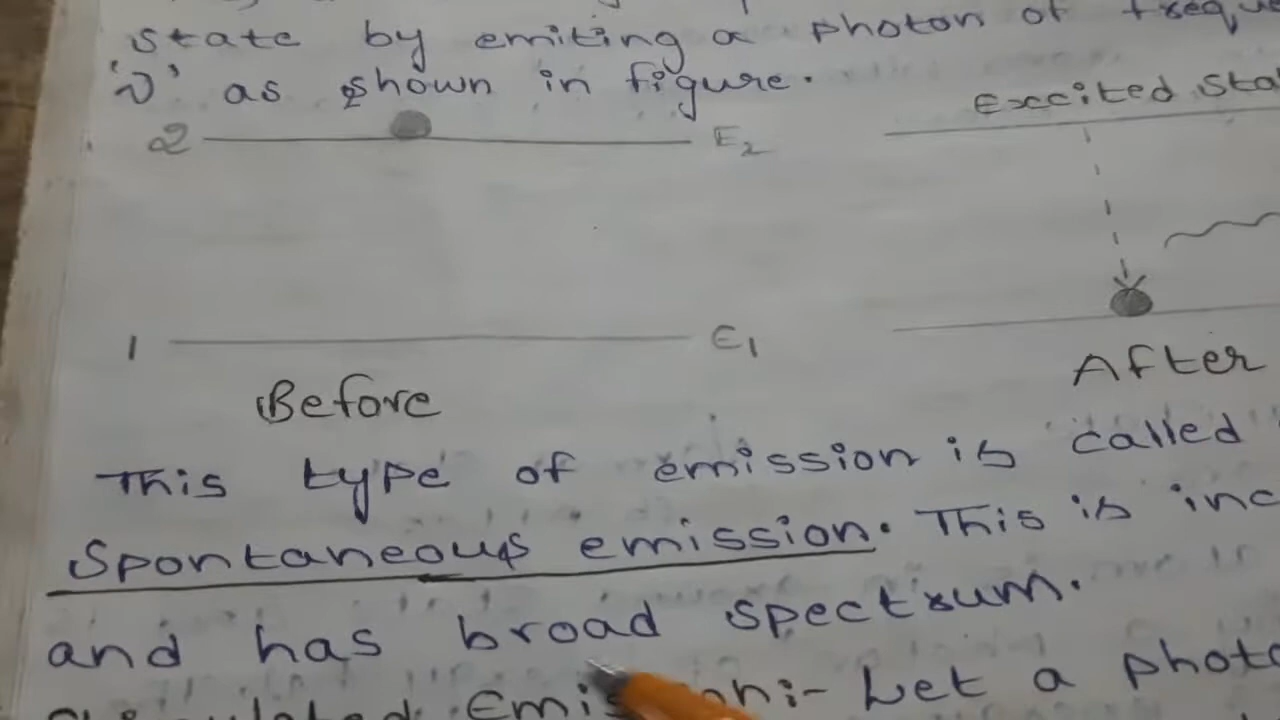 state by emiting a photon of frequ
'ν' as shown in figure.
Excited Sta
2 E2
1 E1
Before
After
This type of emission is called
Spontaneous emission. This is inc
and has broad spectrum.
Let a photo